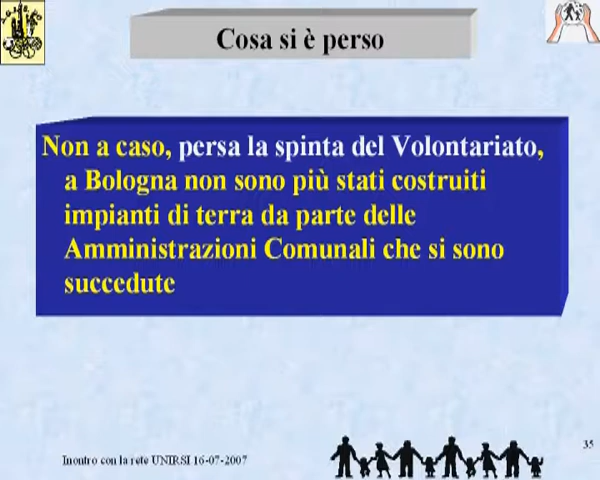 Cosa si è perso
Non a caso, persa la spinta del Volontariato,
a Bologna non sono più stati costruiti
impianti di terra da parte delle
Amministrazioni Comunali che si sono
succedute
35
Inontro con la rete UNIRSI 16-07-2007